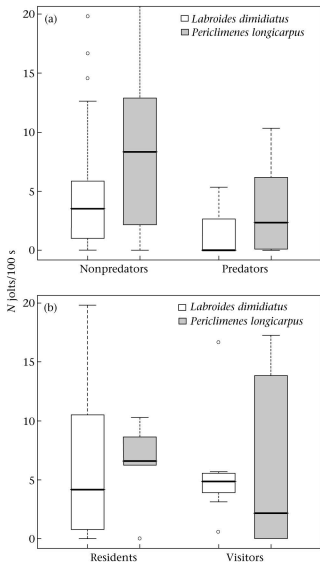 20
(a)
Labroides dimidiatus
Periclimenes longicarpus
15
10
5
0
Nonpredators Predators
N jolts/100 s
20
(b)
Labroides dimidiatus
Periclimenes longicarpus
15
10
5
0
Residents Visitors